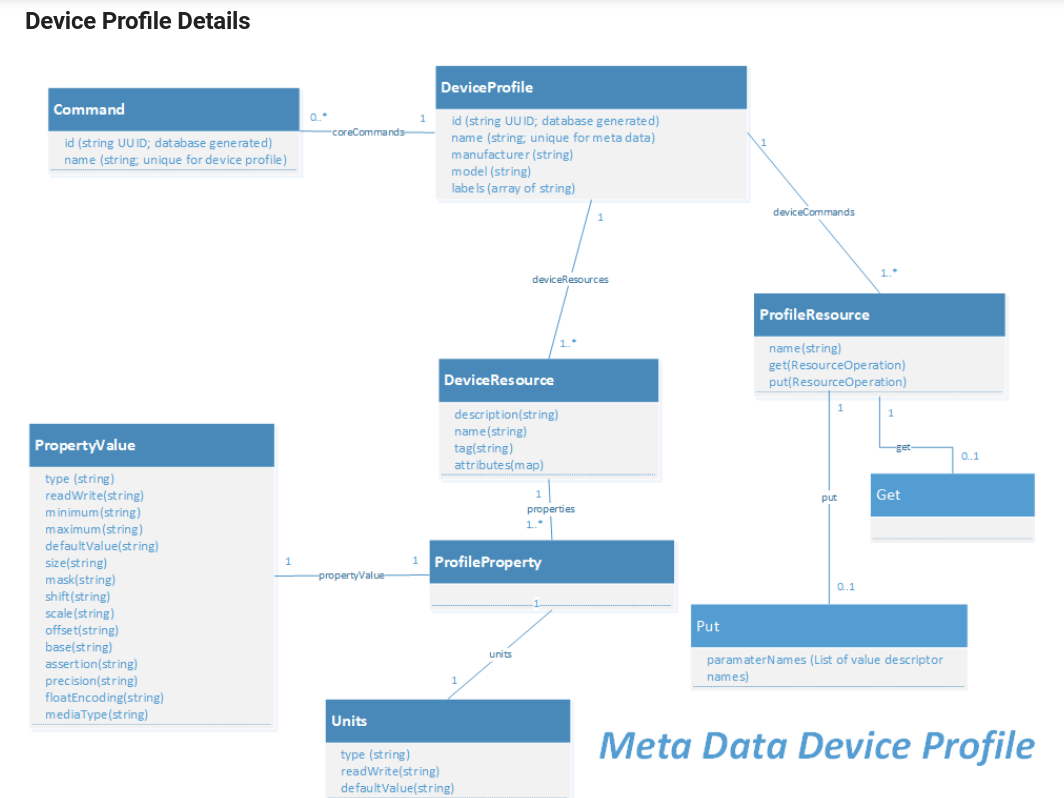 Device Profile Details
DeviceProfile
id (string UUID; database generated)
name (string; unique for meta data)
manufacturer (string)
model (string)
labels (array of string)
Command
id (string UUID; database generated)
name (string; unique for device profile)
0..*
coreCommands
1
1
deviceCommands
1..*
1
deviceResources
1..*
ProfileResource
name(string)
get(ResourceOperation)
put(ResourceOperation)
DeviceResource
description(string)
name(string)
tag(string)
attributes(map)
1
put
0..1
1
get
0..1
Get
Put
paramaterNames (List of value descriptor
names)
PropertyValue
type (string)
readWrite(string)
minimum(string)
maximum(string)
defaultValue(string)
size(string)
mask(string)
shift(string)
scale(string)
offset(string)
base(string)
assertion(string)
precision(string)
floatEncoding(string)
mediaType(string)
1
properties
1..*
ProfileProperty
1
propertyValue
1
1
units
1
Units
type (string)
readWrite(string)
defaultValue(string)
Meta Data Device Profile